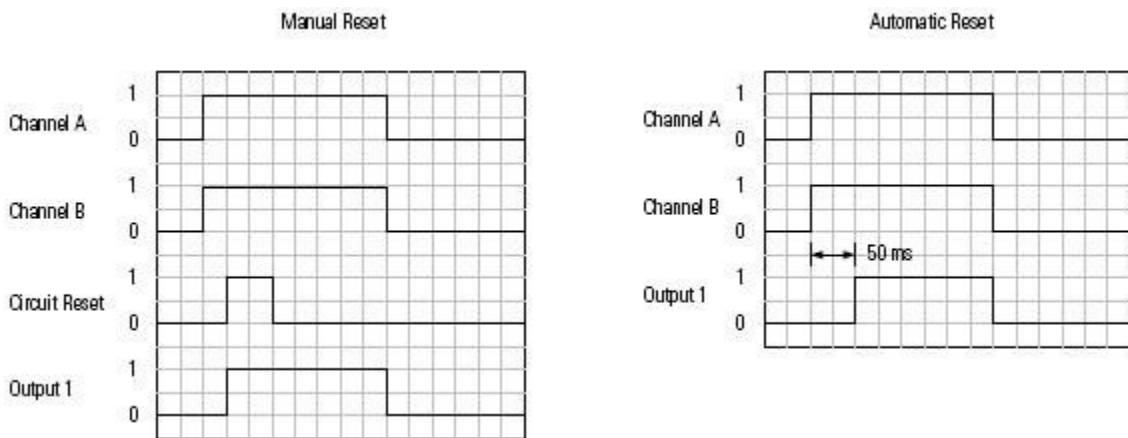 Manual Reset
Channel A
1
0
Channel B
1
0
Circuit Reset
1
0
Output 1
1
0
Automatic Reset
Channel A
1
0
Channel B
1
0
50 ms
Output 1
1
0